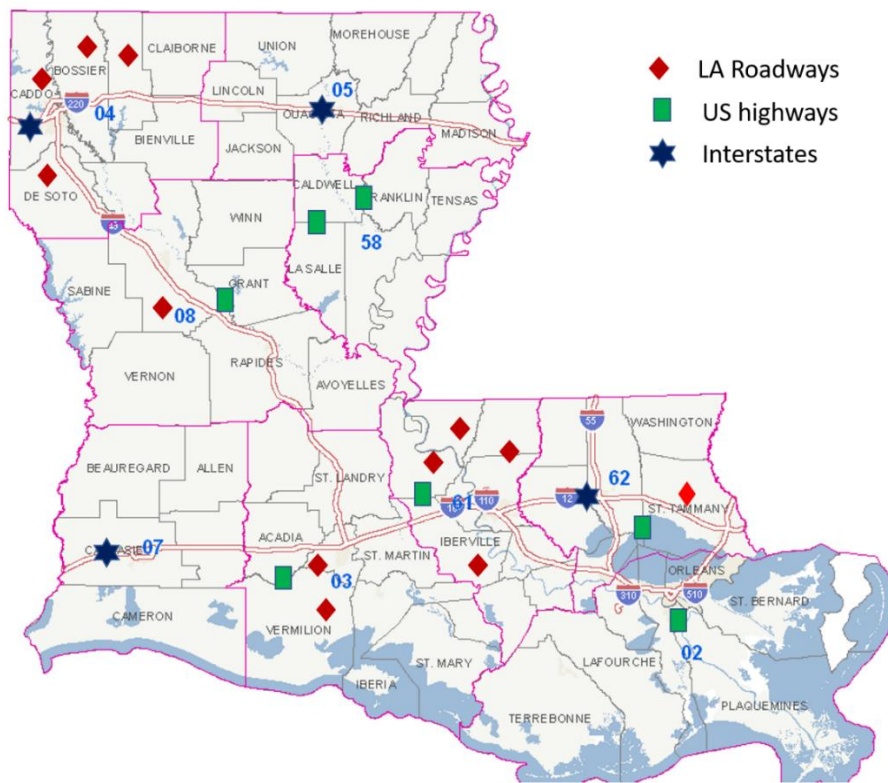 MOREHOUSE
UNION
CLAIBORNE
BOSSIER
CADDO
LINCOLN
05
220
04
RICHLAND
MADISON
BIENVILLE
JACKSON
CALDWELL
RANKLIN
TENSAS
DE SOTO
WINN
49
58
LA SALLE
SABINE
GRANT
08
RAPIDES
VERNON
AVOYELLES
LA Roadways
US highways
Interstates
WASHINGTON
55
BEAUREGARD
ALLEN
ST. LANDRY
62
61
110
12
10
ST. TAMMANY
ACADIA
07
IBERVILLE
ST. MARTIN
03
ORLEANS
310
510
ST. BERNARD
CAMERON
VERMILION
02
ST. MARY
LAFOURCHE
IBERIA
PLAQUEMINES
TERREBONNE